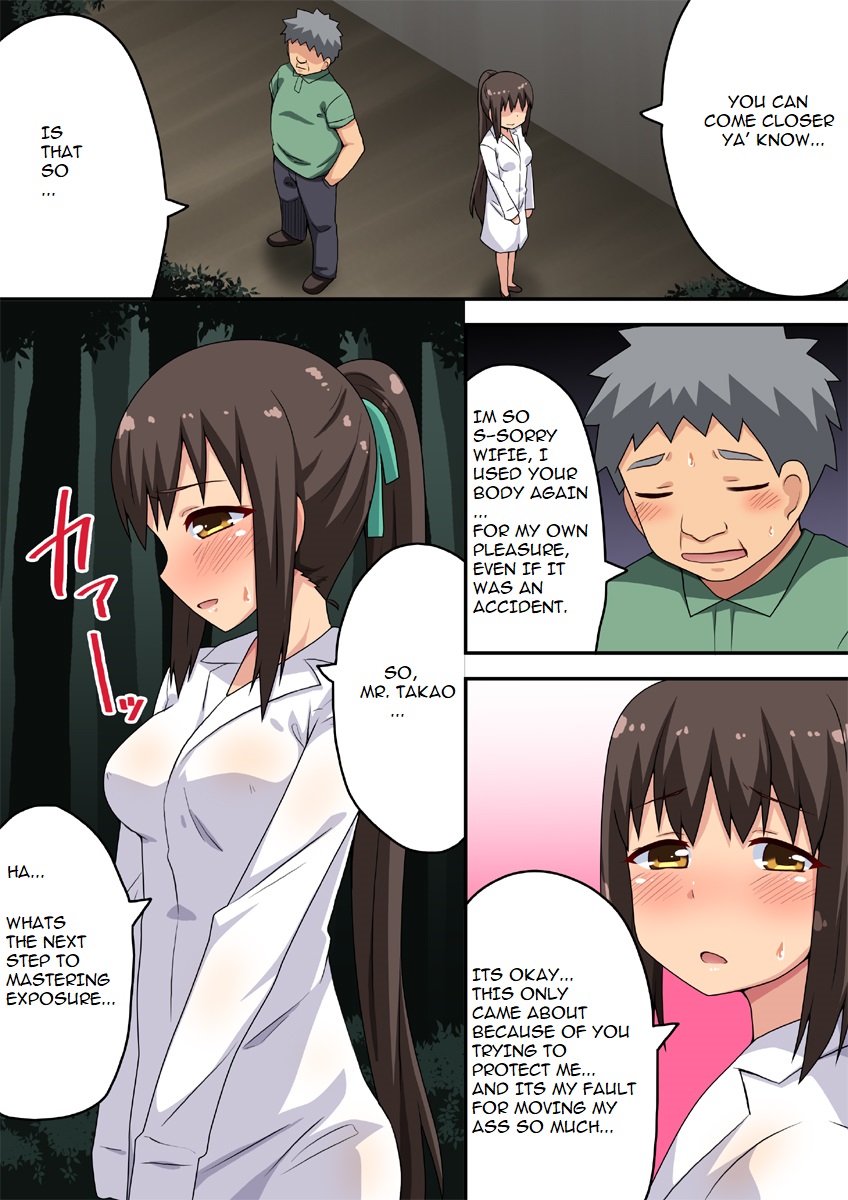 YOU CAN
COME CLOSER
YA' KNOW...
IS
THAT
SO
...
IM SO
S-SORRY
WIFIE, I
USED YOUR
BODY AGAIN
...
FOR MY OWN
PLEASURE,
EVEN IF IT
WAS AN
ACCIDENT.
ITS OKAY...
THIS ONLY
CAME ABOUT
BECAUSE OF YOU
TRYING TO
PROTECT ME...
AND ITS MY FAULT
FOR MOVING MY
ASS SO MUCH...
カァーッ
SO,
MR. TAKAO
...
HA...
WHATS
THE NEXT
STEP TO
MASTERING
EXPOSURE...